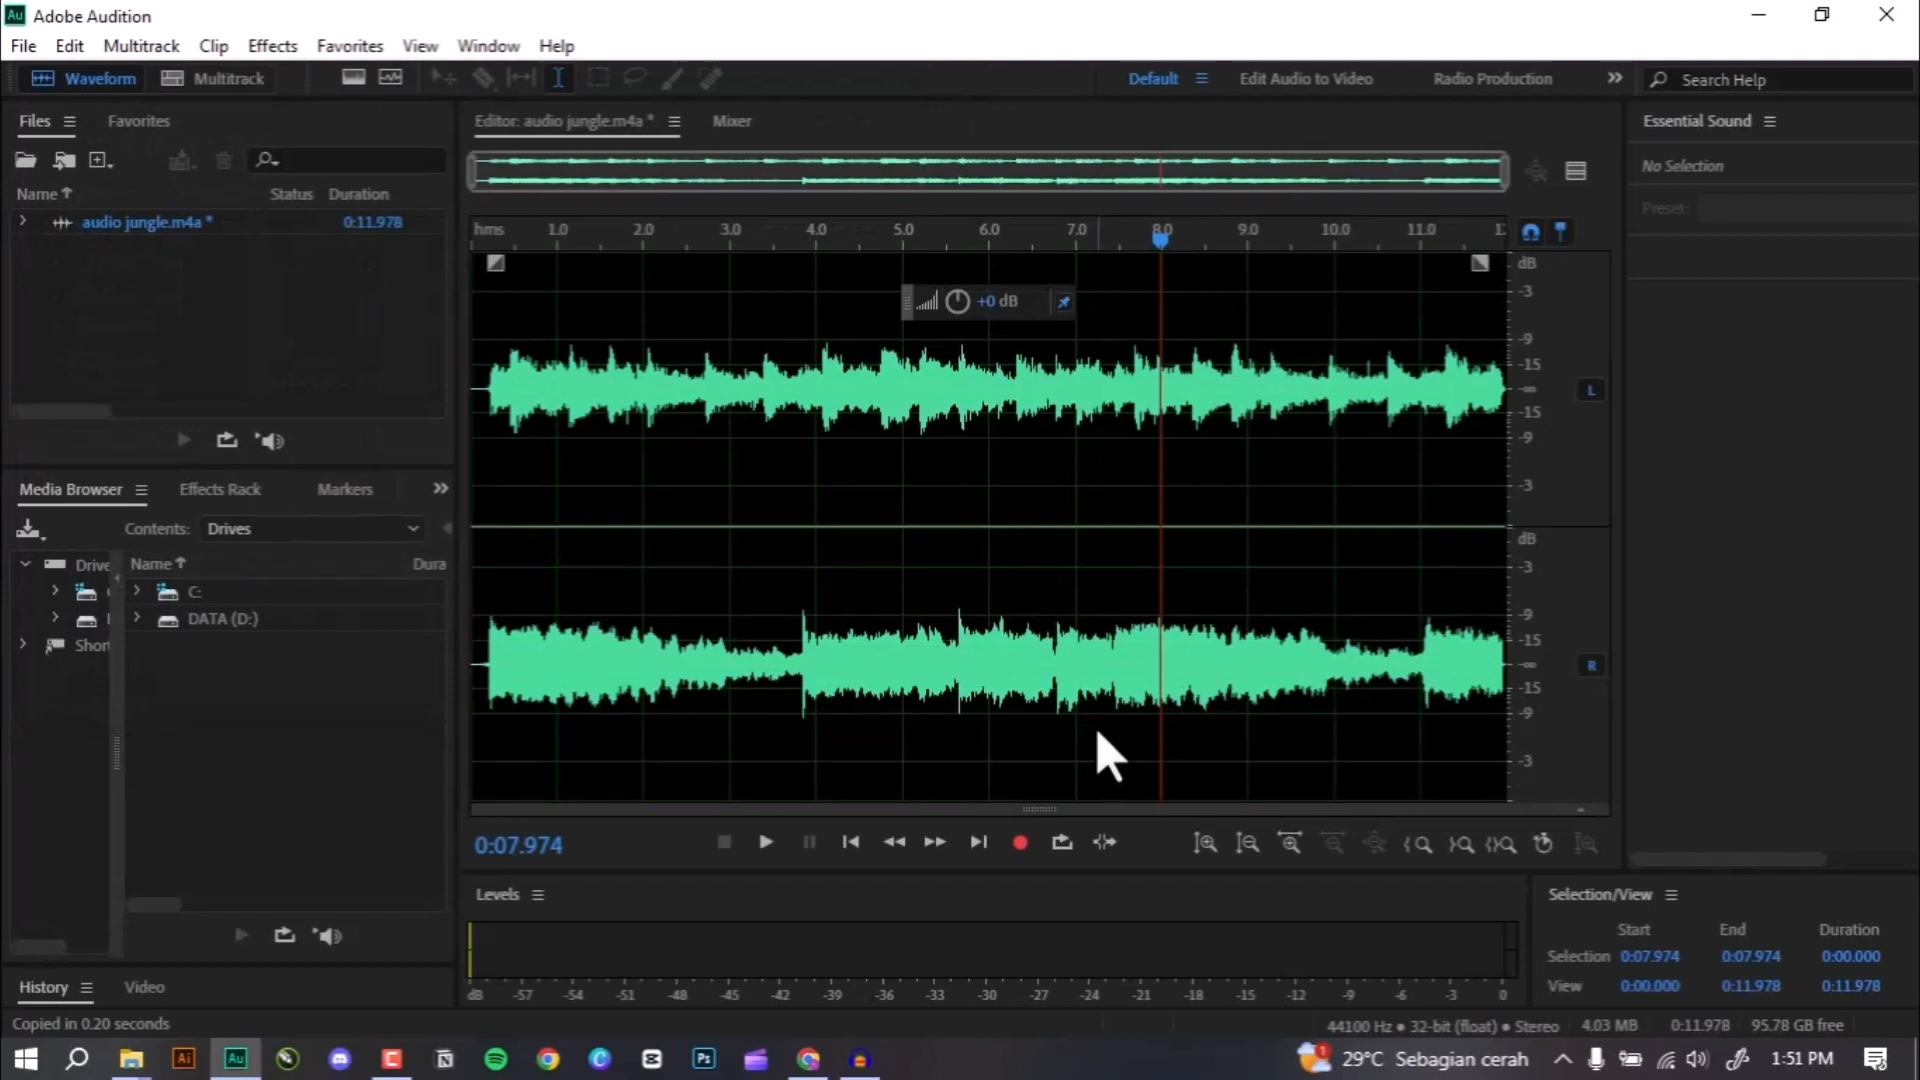 Au Adobe Audition
File Edit Multitrack Clip Effects Favorites View Window Help
Waveform Multitrack Default Edit Audio to Video Radio Production Search Help
Files Favorites
Name Status Duration
audio jungle.m4a * 0:11.978
Media Browser Effects Rack Markers
Contents: Drives
Drive Name Dura
C:
DATA (D:)
Short
History Video
Copied in 0.20 seconds
Editor: audio jungle.m4a * Mixer
hms 1.0 2.0 3.0 4.0 5.0 6.0 7.0 8.0 9.0 10.0 11.0
+0 dB
dB
-3
-9
-15
-∞
-15
-9
-3
L
dB
-3
-9
-15
-∞
-15
-9
-3
R
0:07.974
Levels
dB -57 -54 -51 -48 -45 -42 -39 -36 -33 -30 -27 -24 -21 -18 -15 -12 -9 -6 -3 0
Essential Sound
No Selection
Preset:
Selection/View
Start End Duration
Selection 0:07.974 0:07.974 0:00.000
View 0:00.000 0:11.978 0:11.978
44100 Hz • 32-bit (float) • Stereo 4.03 MB 0:11.978 95.78 GB free
Ai Au Ps 1 29°C Sebagian cerah 1:51 PM